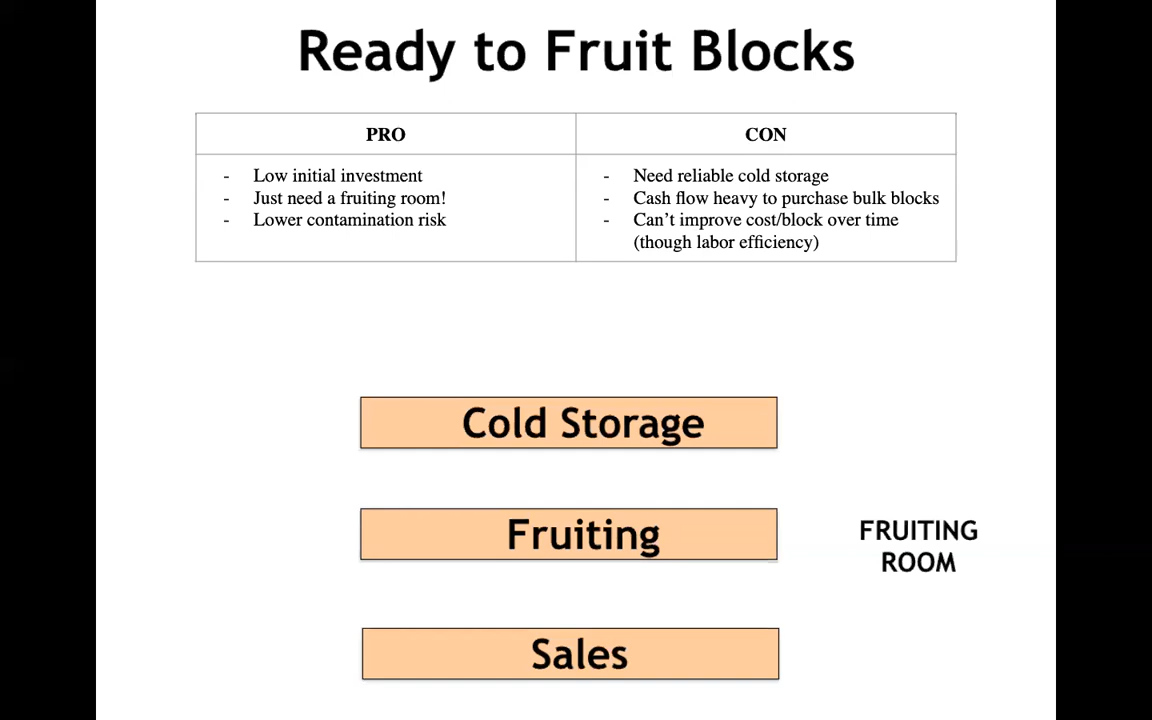 Ready to Fruit Blocks
PRO
CON
- Low initial investment
- Just need a fruiting room!
- Lower contamination risk
- Need reliable cold storage
- Cash flow heavy to purchase bulk blocks
- Can’t improve cost/block over time
(though labor efficiency)
Cold Storage
Fruiting
FRUITING
ROOM
Sales